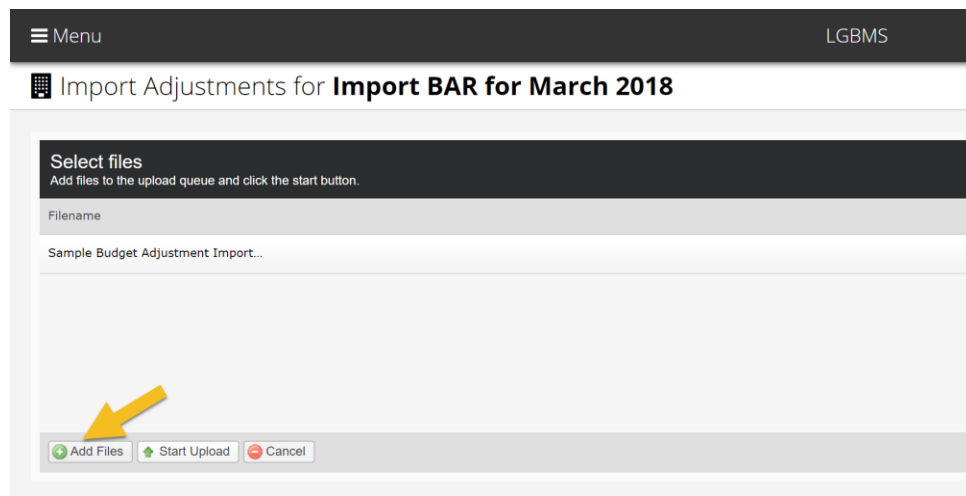 Menu LGBMS
Import Adjustments for Import BAR for March 2018
Select files
Add files to the upload queue and click the start button.
Filename
Sample Budget Adjustment Import...
Add Files Start Upload Cancel